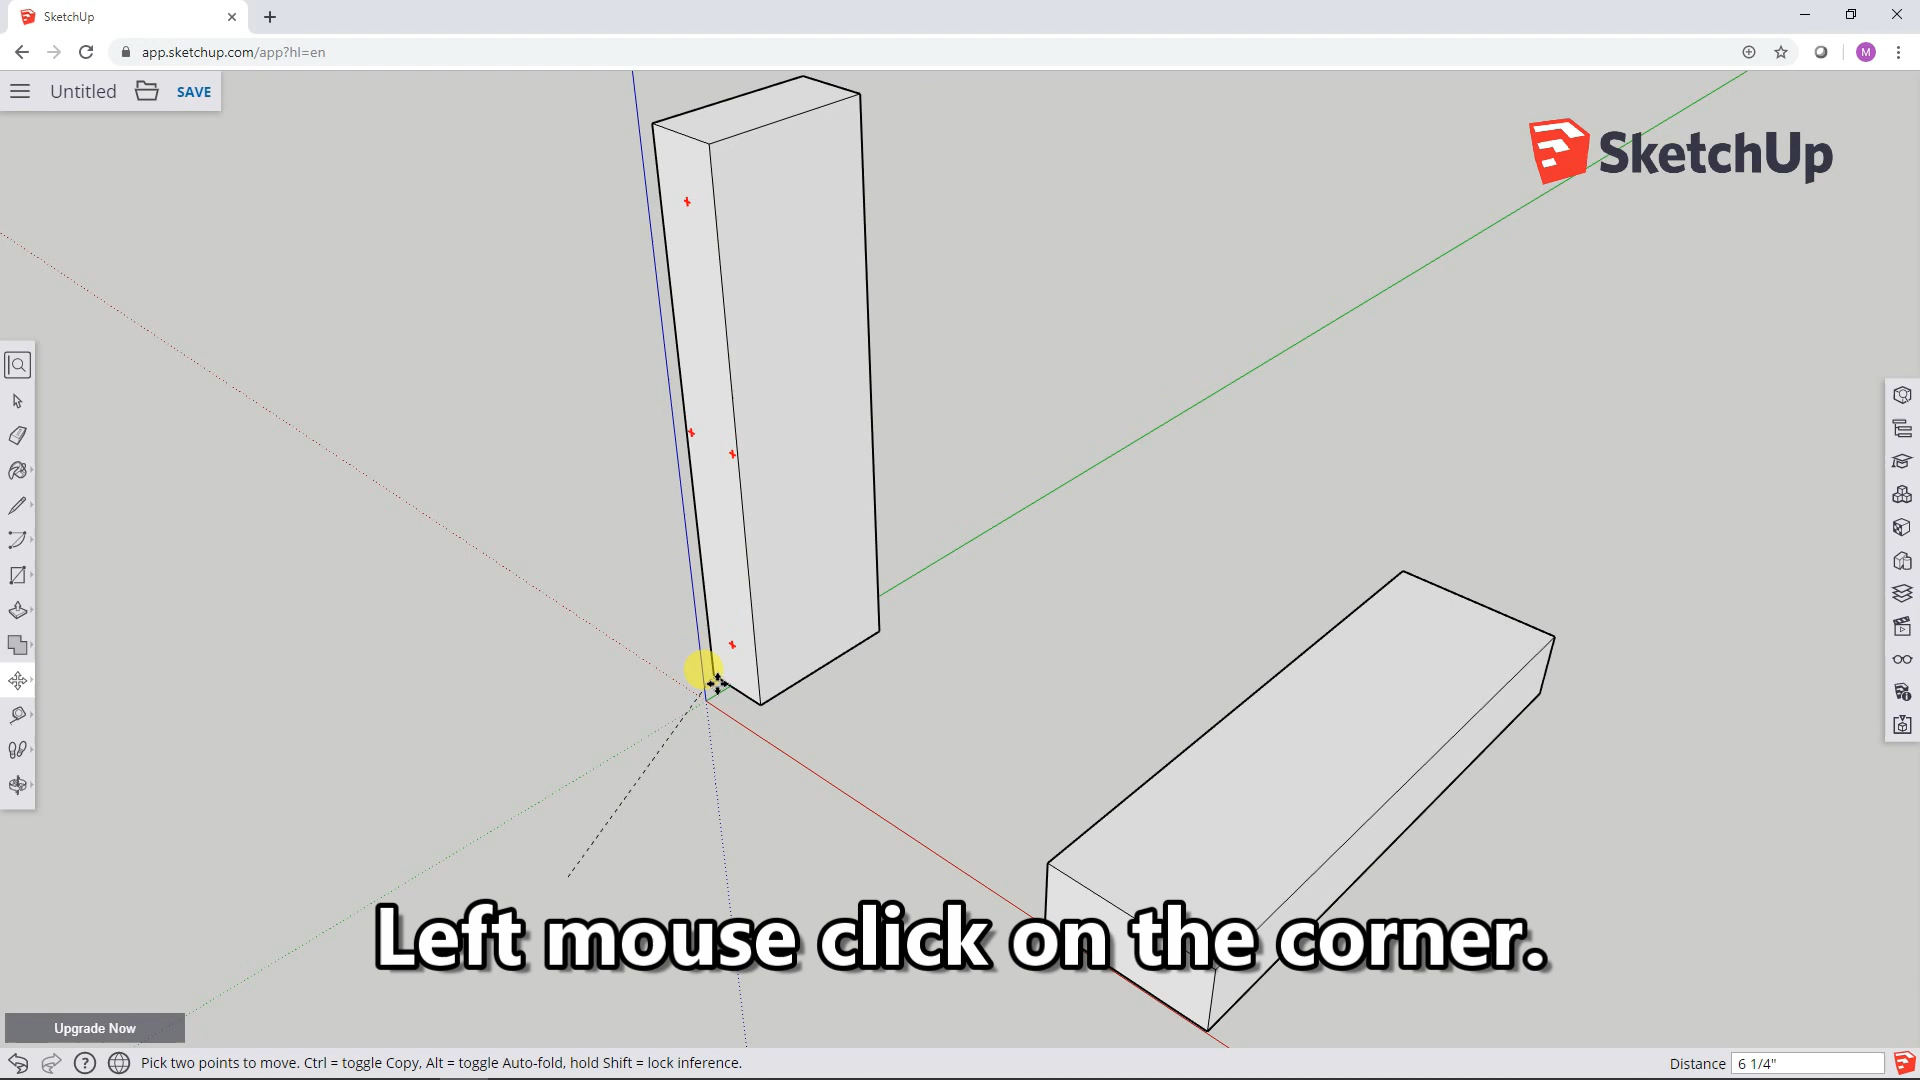 SketchUp
app.sketchup.com/app?hl=en
M
Untitled
SAVE
SketchUp
Left mouse click on the corner.
Upgrade Now
Pick two points to move. Ctrl = toggle Copy, Alt = toggle Auto-fold, hold Shift = lock inference.
Distance 6 1/4"